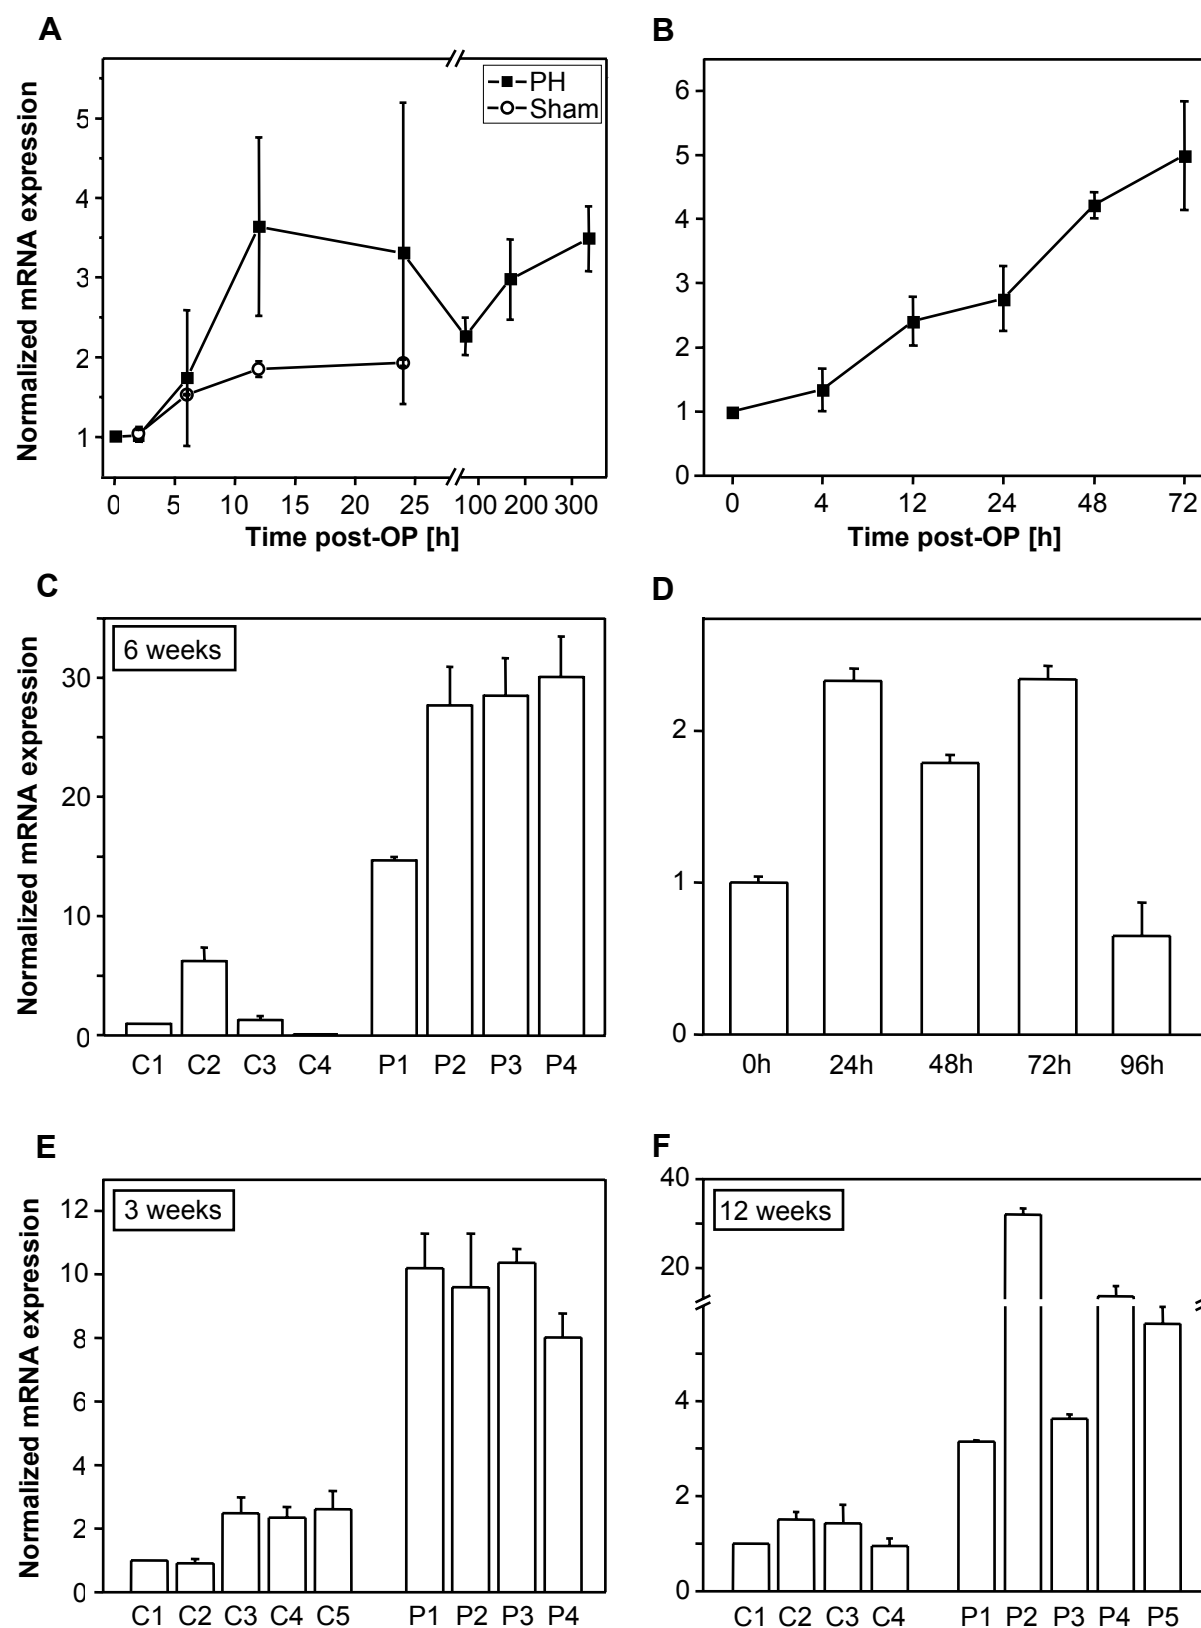 A
Normalized mRNA expression
5
4
3
2
1
PH
Sham
0 5 10 15 20 25 100 200 300
Time post-OP [h]
B
6
5
4
3
2
1
0
0 4 12 24 48 72
Time post-OP [h]
C
Normalized mRNA expression
6 weeks
30
20
10
0
C1 C2 C3 C4 P1 P2 P3 P4
D
2
1
0
0h 24h 48h 72h 96h
E
Normalized mRNA expression
3 weeks
12
10
8
6
4
2
0
C1 C2 C3 C4 C5 P1 P2 P3 P4
F
40
12 weeks
20
4
2
0
C1 C2 C3 C4 P1 P2 P3 P4 P5